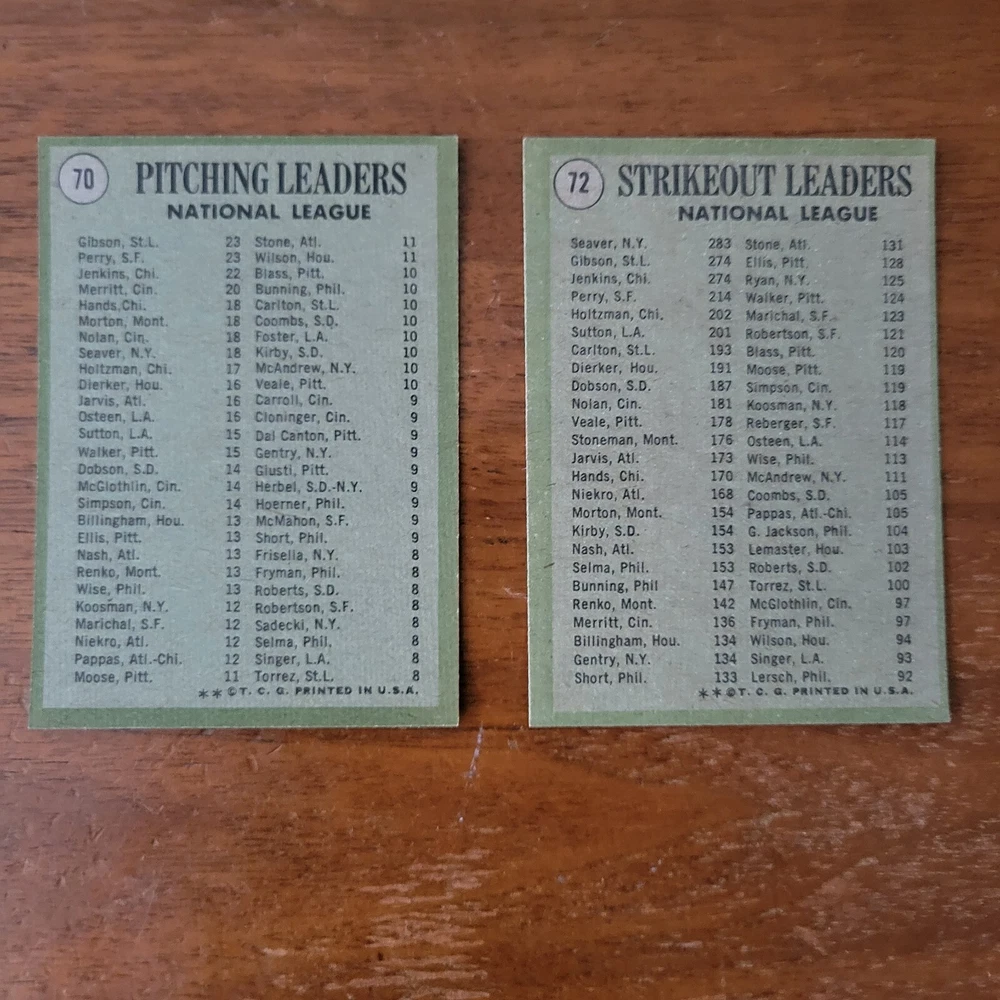 70 PITCHING LEADERS
NATIONAL LEAGUE
Gibson, St.L. 23 Stone, Atl. 11
Perry, S.F. 23 Wilson, Hou. 11
Jenkins, Chi. 22 Blass, Pitt. 10
Merritt, Cin. 20 Bunning, Phil. 10
Hands,Chi. 18 Carlton, St.L. 10
Morton, Mont. 18 Coombs, S.D. 10
Nolan, Cin. 18 Foster, L.A. 10
Seaver, N.Y. 18 Kirby, S.D. 10
Holtzman, Chi. 17 McAndrew, N.Y. 10
Dierker, Hou. 16 Veale, Pitt. 10
Jarvis, Atl. 16 Carroll, Cin. 9
Osteen, L.A. 16 Cloninger, Cin. 9
Sutton, L.A. 15 Dal Canton, Pitt. 9
Walker, Pitt. 15 Gentry, N.Y. 9
Dobson, S.D. 14 Giusti, Pitt. 9
McGlothlin, Cin. 14 Herbel, S.D.-N.Y. 9
Simpson, Cin. 14 Hoerner, Phil. 9
Billingham, Hou. 13 McMahon, S.F. 9
Ellis, Pitt. 13 Short, Phil. 9
Nash, Atl. 13 Frisella, N.Y. 8
Renko, Mont. 13 Fryman, Phil. 8
Wise, Phil. 13 Roberts, S.D. 8
Koosman, N.Y. 12 Robertson, S.F. 8
Marichal, S.F. 12 Sadecki, N.Y. 8
Niekro, Atl. 12 Selma, Phil. 8
Pappas, Atl.-Chi. 12 Singer, L.A. 8
Moose, Pitt. 11 Torrez, St.L. 8
** © T. C. G. PRINTED IN U.S.A.
72 STRIKEOUT LEADERS
NATIONAL LEAGUE
Seaver, N.Y. 283 Stone, Atl. 131
Gibson, St.L. 274 Ellis, Pitt. 128
Jenkins, Chi. 274 Ryan, N.Y. 125
Perry, S.F. 214 Walker, Pitt. 124
Holtzman, Chi. 202 Marichal, S.F. 123
Sutton, L.A. 201 Robertson, S.F. 121
Carlton, St.L. 193 Blass, Pitt. 120
Dierker, Hou. 191 Moose, Pitt. 119
Dobson, S.D. 187 Simpson, Cin. 119
Nolan, Cin. 181 Koosman, N.Y. 118
Veale, Pitt. 178 Reberger, S.F. 117
Stoneman, Mont. 176 Osteen, L.A. 114
Jarvis, Atl. 173 Wise, Phil. 113
Hands, Chi. 170 McAndrew, N.Y. 111
Niekro, Atl. 168 Coombs, S.D. 105
Morton, Mont. 154 Pappas, Atl.-Chi. 105
Kirby, S.D. 154 G. Jackson, Phil. 104
Nash, Atl. 153 Lemaster, Hou. 103
Selma, Phil. 153 Roberts, S.D. 102
Bunning, Phil 147 Torrez, St.L. 100
Renko, Mont. 142 McGlothlin, Cin. 97
Merritt, Cin. 136 Fryman, Phil. 97
Billingham, Hou. 134 Wilson, Hou. 94
Gentry, N.Y. 134 Singer, L.A. 93
Short, Phil. 133 Lersch, Phil. 92
** © T. C. G. PRINTED IN U.S.A.